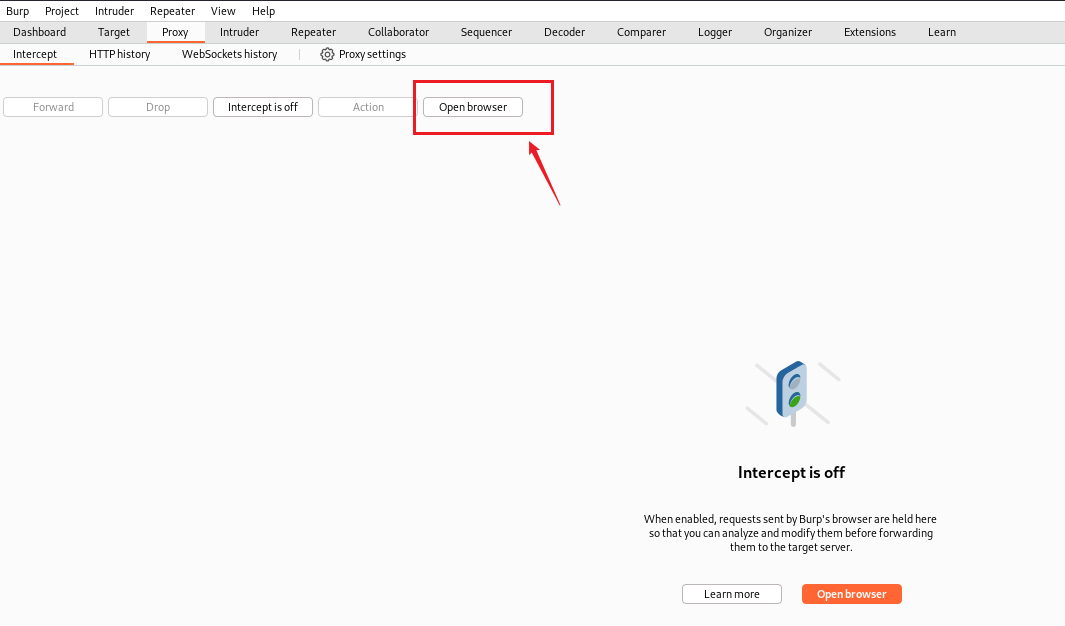 Burp Project Intruder Repeater View Help
Dashboard Target Proxy Intruder Repeater Collaborator Sequencer Decoder Comparer Logger Organizer Extensions Learn
Intercept HTTP history WebSockets history Proxy settings
Forward Drop Intercept is off Action Open browser
Intercept is off
When enabled, requests sent by Burp's browser are held here
so that you can analyze and modify them before forwarding
them to the target server.
Learn more Open browser